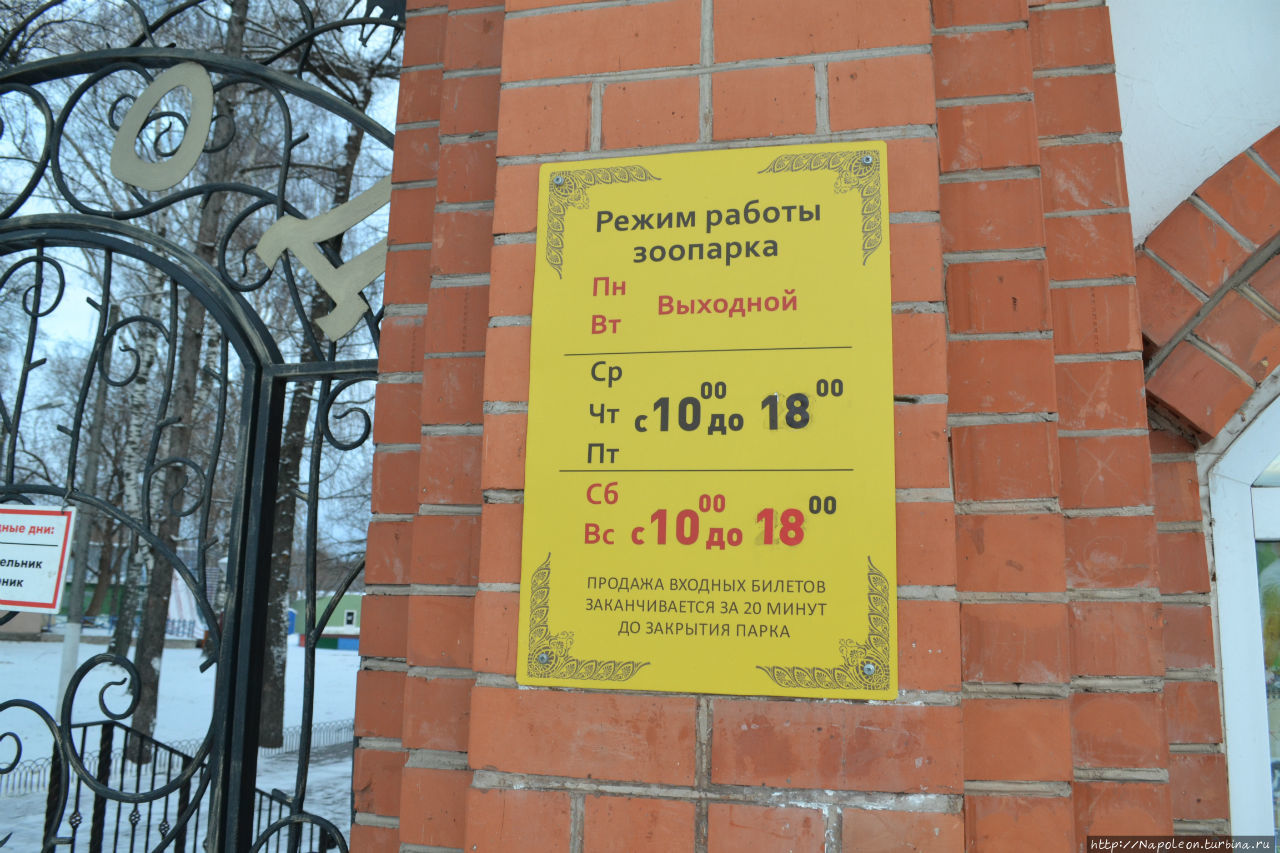 Режим работы
зоопарка
Пн
Вт
Выходной
Ср
Чт
Пт
с 10 00 до 18 00
Сб
Вс
с 10 00 до 18 00
ПРОДАЖА ВХОДНЫХ БИЛЕТОВ
ЗАКАНЧИВАЕТСЯ ЗА 20 МИНУТ
ДО ЗАКРЫТИЯ ПАРКА
дни:
http://Napoleon.turbina.ru